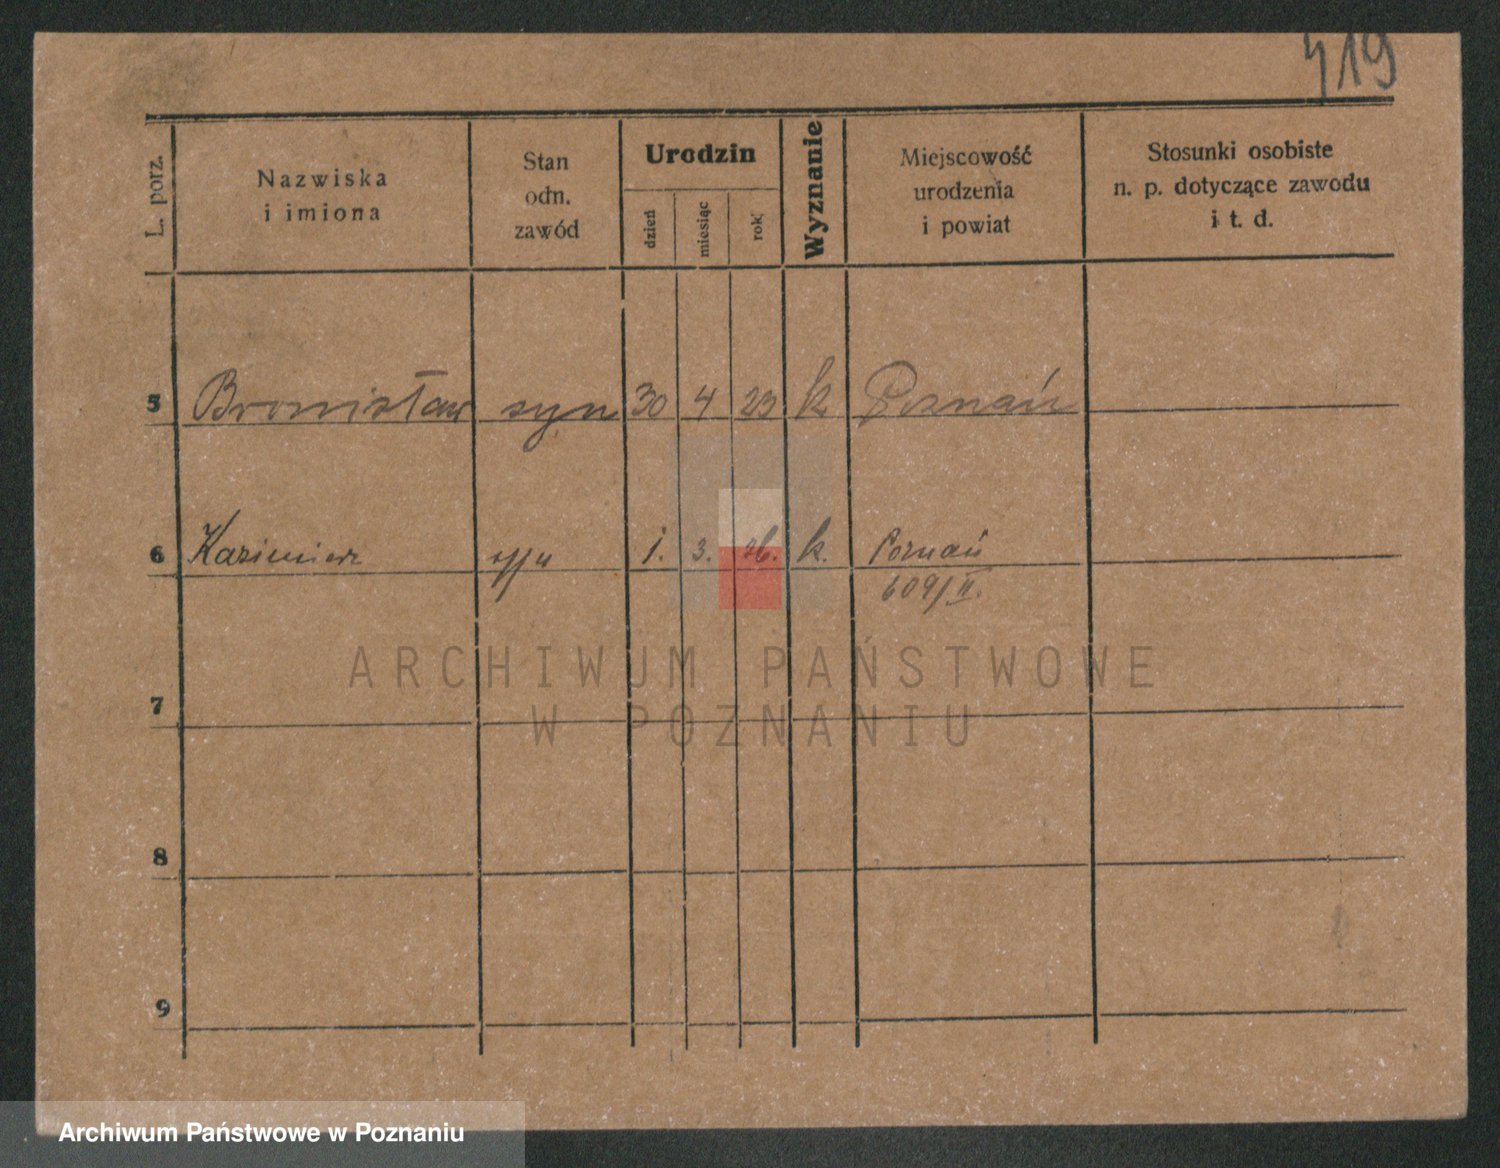 419
L. porz.
Nazwiska
i imiona
Stan
odn.
zawód
Urodzin
dzień
miesiąc
rok
Wyznanie
Miejscowość
urodzenia
i powiat
Stosunki osobiste
n. p. dotyczące zawodu
i t. d.
5 Bronisław syn 30 4 23 k Poznań
6 Kazimierz syn 1. 3. 26. k. Poznań
609/II.
7
8
9
ARCHIWUM PAŃSTWOWE
W POZNANIU
Archiwum Państwowe w Poznaniu